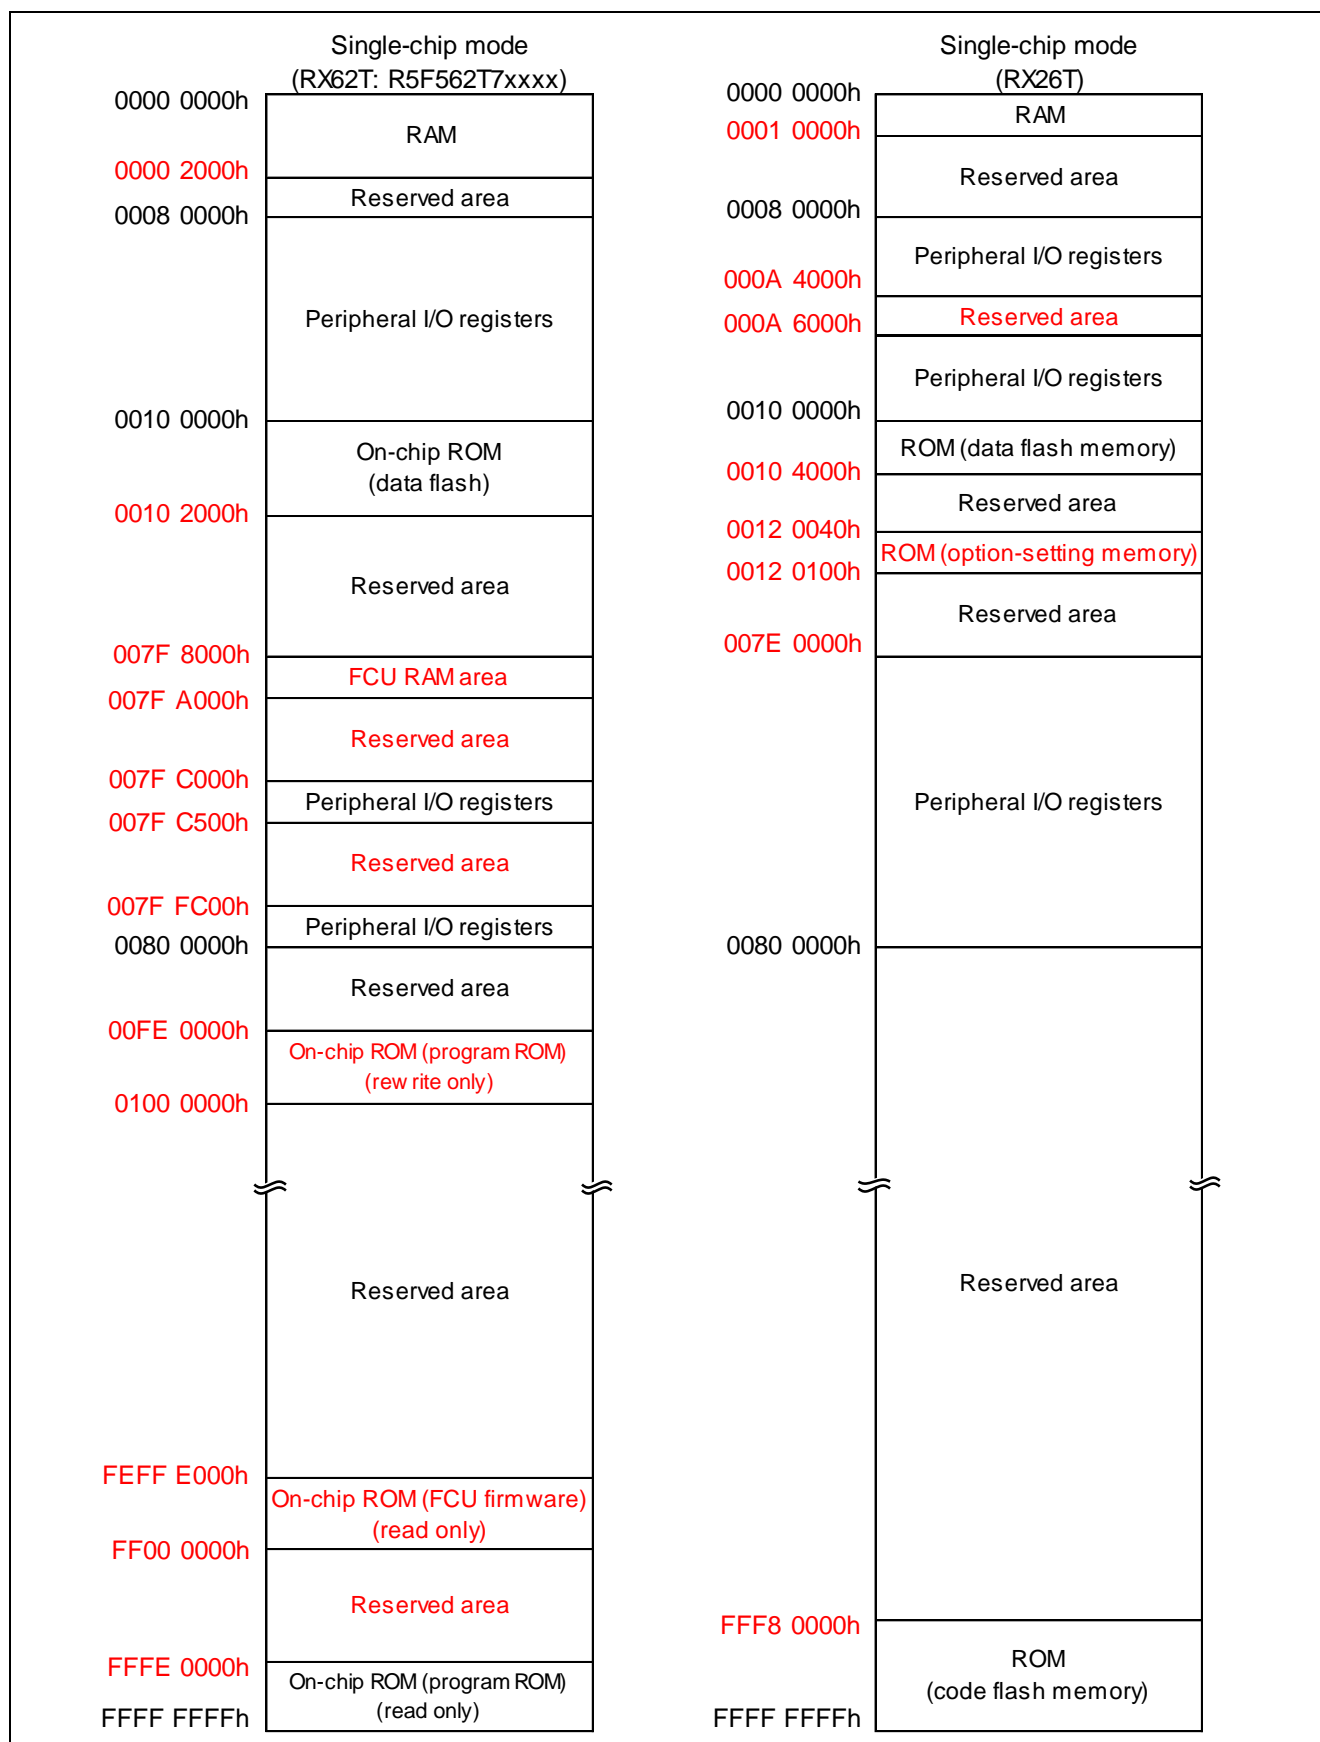 Single-chip mode
(RX62T: R5F562T7xxxx)
0000 0000h
RAM
0000 2000h
Reserved area
0008 0000h
Peripheral I/O registers
0010 0000h
On-chip ROM
(data flash)
0010 2000h
Reserved area
007F 8000h
FCU RAM area
007F A000h
Reserved area
007F C000h
Peripheral I/O registers
007F C500h
Reserved area
007F FC00h
Peripheral I/O registers
0080 0000h
Reserved area
00FE 0000h
On-chip ROM (program ROM)
(rewrite only)
0100 0000h
Reserved area
FEFF E000h
On-chip ROM (FCU firmware)
(read only)
FF00 0000h
Reserved area
FFFE 0000h
On-chip ROM (program ROM)
(read only)
FFFF FFFFh
Single-chip mode
(RX26T)
0000 0000h
RAM
0001 0000h
Reserved area
0008 0000h
Peripheral I/O registers
000A 4000h
Reserved area
000A 6000h
Peripheral I/O registers
0010 0000h
ROM (data flash memory)
0010 4000h
Reserved area
0012 0040h
ROM (option-setting memory)
0012 0100h
Reserved area
007E 0000h
Peripheral I/O registers
0080 0000h
Reserved area
FFF8 0000h
ROM
(code flash memory)
FFFF FFFFh